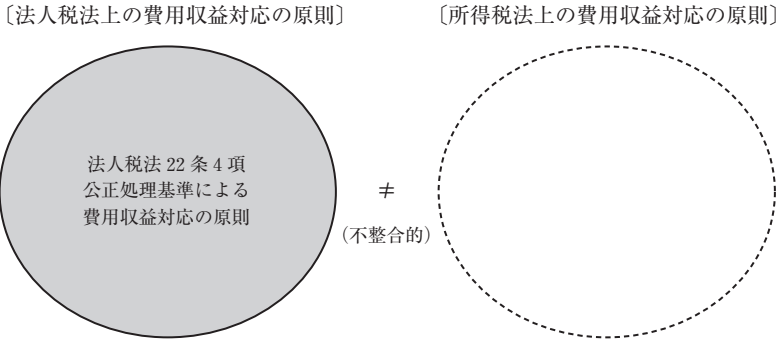 〔法人税法上の費用収益対応の原則〕
〔所得税法上の費用収益対応の原則〕
法人税法 22 条 4 項
公正処理基準による
費用収益対応の原則
≠
（不整合的）